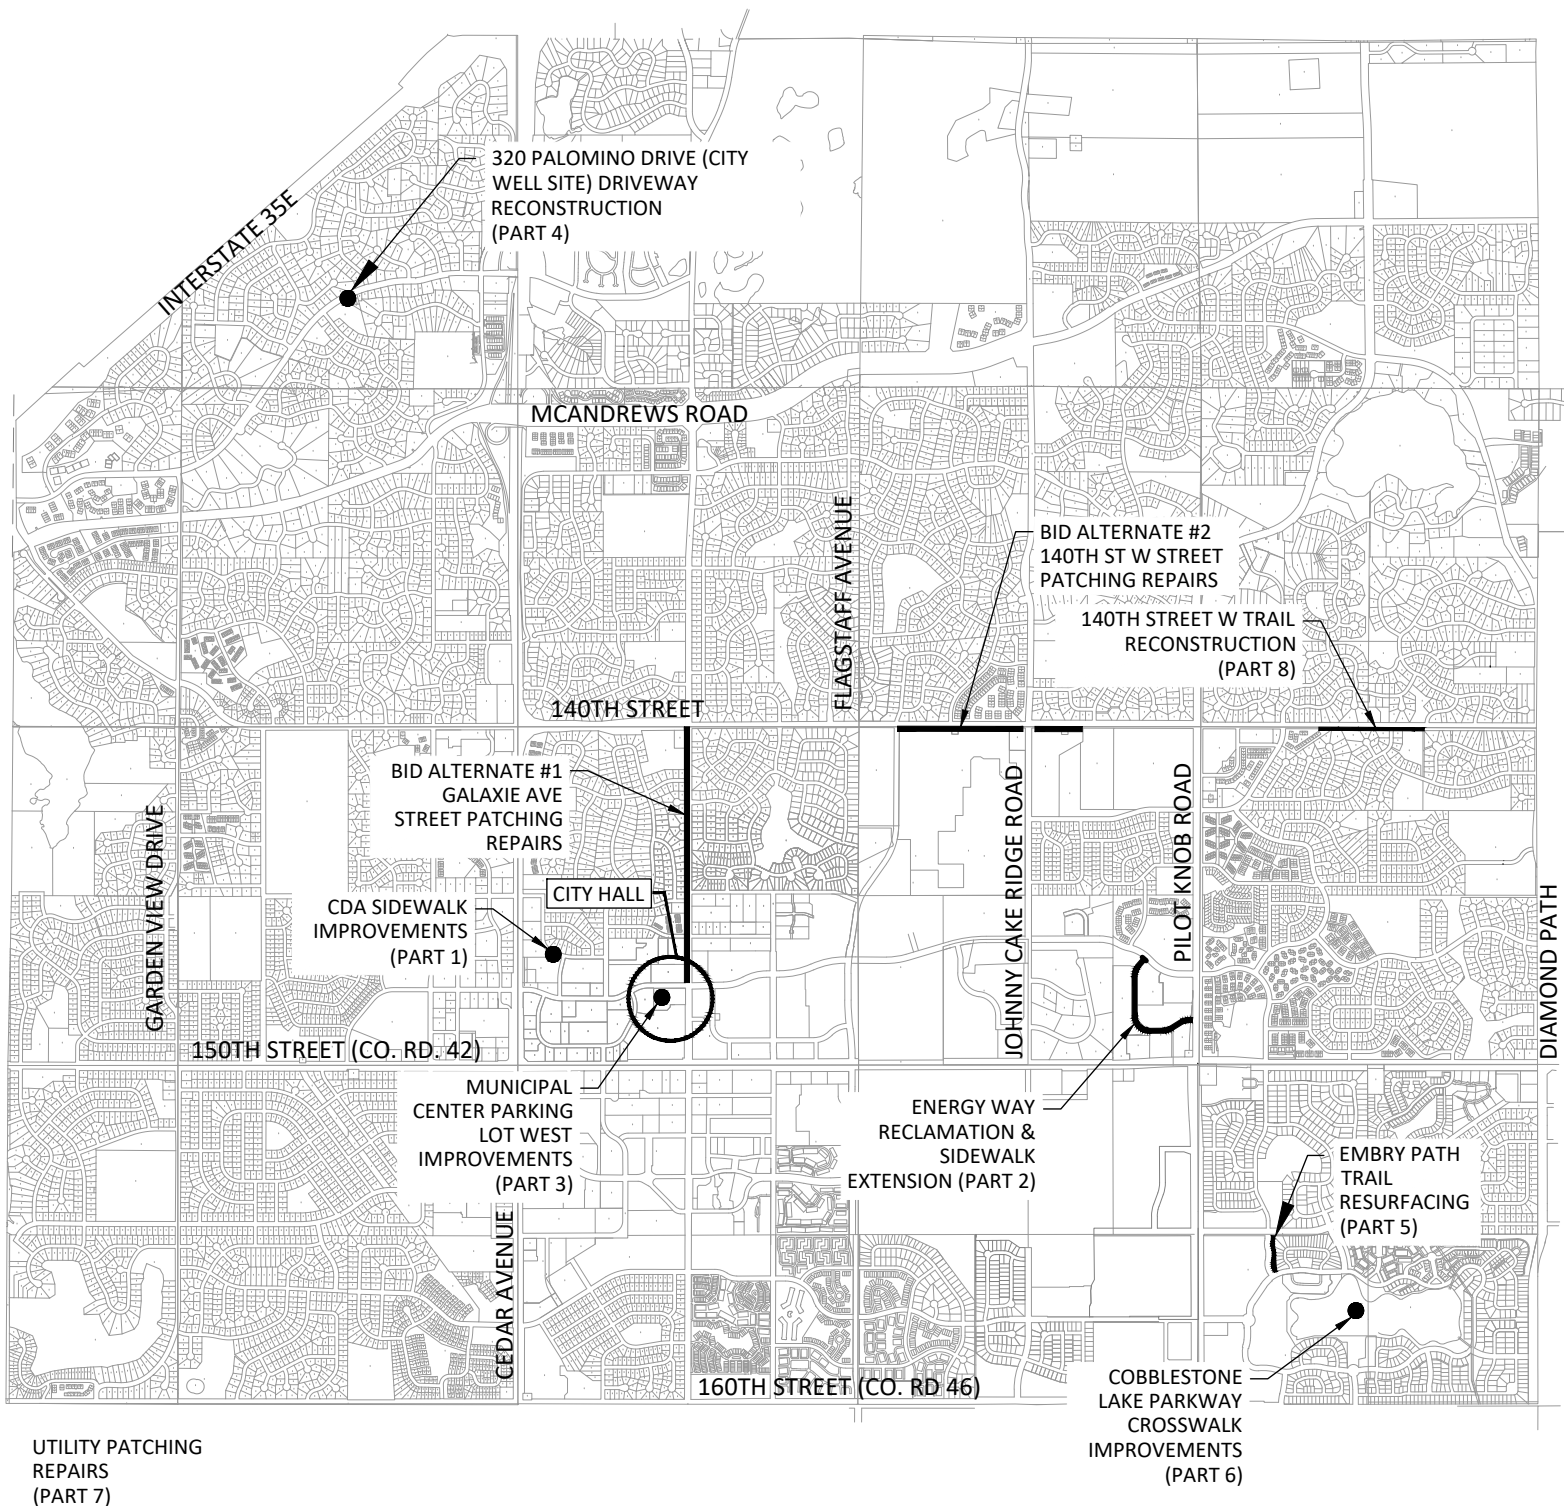 320 PALOMINO DRIVE (CITY
WELL SITE) DRIVEWAY
RECONSTRUCTION
(PART 4)
INTERSTATE 35E
MCANDREWS ROAD
FLAGSTAFF AVENUE
BID ALTERNATE #2
140TH ST W STREET
PATCHING REPAIRS
140TH STREET W TRAIL
RECONSTRUCTION
(PART 8)
140TH STREET
BID ALTERNATE #1
GALAXIE AVE
STREET PATCHING
REPAIRS
GARDEN VIEW DRIVE
CITY HALL
CDA SIDEWALK
IMPROVEMENTS
(PART 1)
JOHNNY CAKE RIDGE ROAD
PILOT KNOB ROAD
DIAMOND PATH
150TH STREET (CO. RD. 42)
MUNICIPAL
CENTER PARKING
LOT WEST
IMPROVEMENTS
(PART 3)
ENERGY WAY
RECLAMATION &
SIDEWALK
EXTENSION (PART 2)
EMBRY PATH
TRAIL
RESURFACING
(PART 5)
CEDAR AVENUE
160TH STREET (CO. RD 46)
COBBLESTONE
LAKE PARKWAY
CROSSWALK
IMPROVEMENTS
(PART 6)
UTILITY PATCHING
REPAIRS
(PART 7)